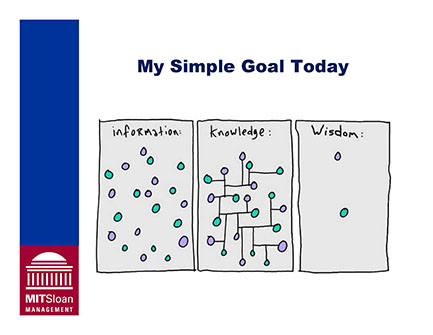 My Simple Goal Today
information:
Knowledge:
Wisdom:
MITSloan
MANAGEMENT